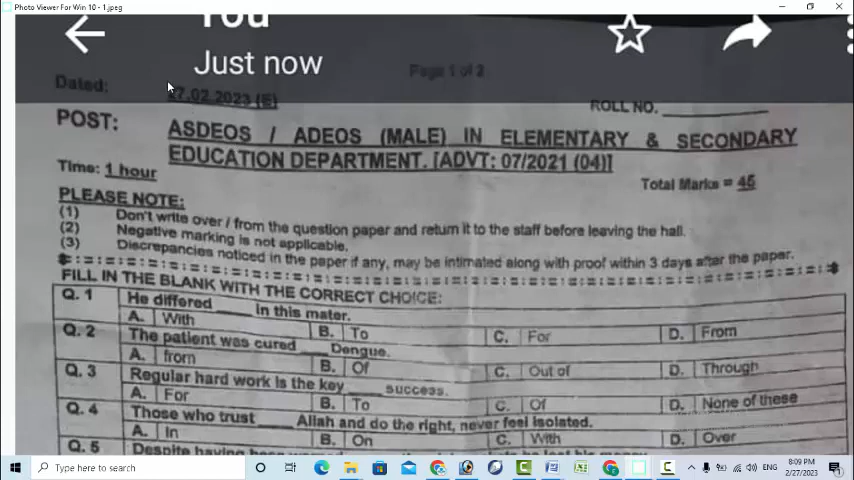 Photo Viewer For Win 10 - 1.jpeg
You
Just now
Page 1 of 2
Dated: 27.02.2023 (E)
ROLL NO.
POST: ASDEOS / ADEOS (MALE) IN ELEMENTARY & SECONDARY
EDUCATION DEPARTMENT. [ADVT: 07/2021 (04)]
Time: 1 hour
Total Marks = 45
PLEASE NOTE:
(1) Don't write over / from the question paper and return it to the staff before leaving the hall.
(2) Negative marking is not applicable.
(3) Discrepancies noticed in the paper if any, may be intimated along with proof within 3 days after the paper.
FILL IN THE BLANK WITH THE CORRECT CHOICE:
Q. 1 He differed ____ in this mater.
A. With B. To C. For D. From
Q. 2 The patient was cured ____ Dengue.
A. from B. Of C. Out of D. Through
Q. 3 Regular hard work is the key ____ success.
A. For B. To C. Of D. None of these
Q. 4 Those who trust ____ Allah and do the right, never feel isolated.
A. In B. On C. With D. Over
Q. 5 Despite having been
Type here to search
ENG
8:09 PM
2/27/2023